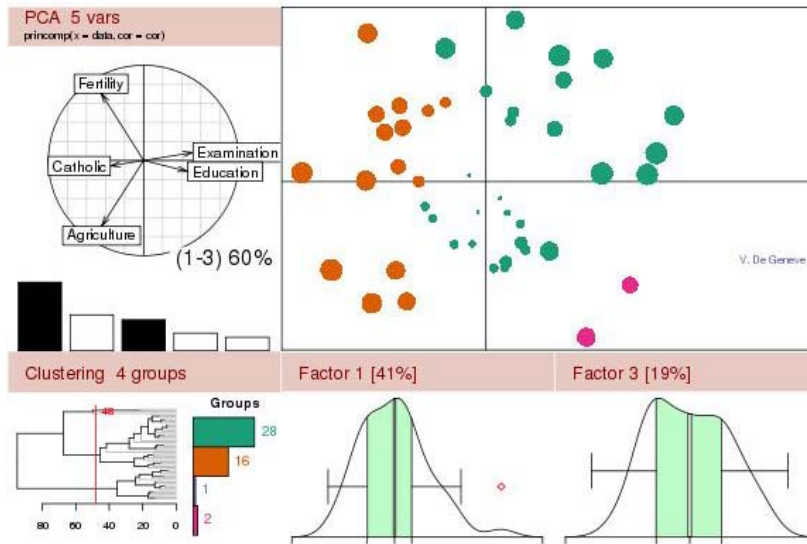 PCA 5 vars
princomp(x = data, cor = cor)
Fertility
Examination
Catholic
Education
Agriculture
(1-3) 60%
V. De Geneve
Clustering 4 groups
Factor 1 [41%]
Factor 3 [19%]
48
Groups
28
16
1
2
80 60 40 20 0